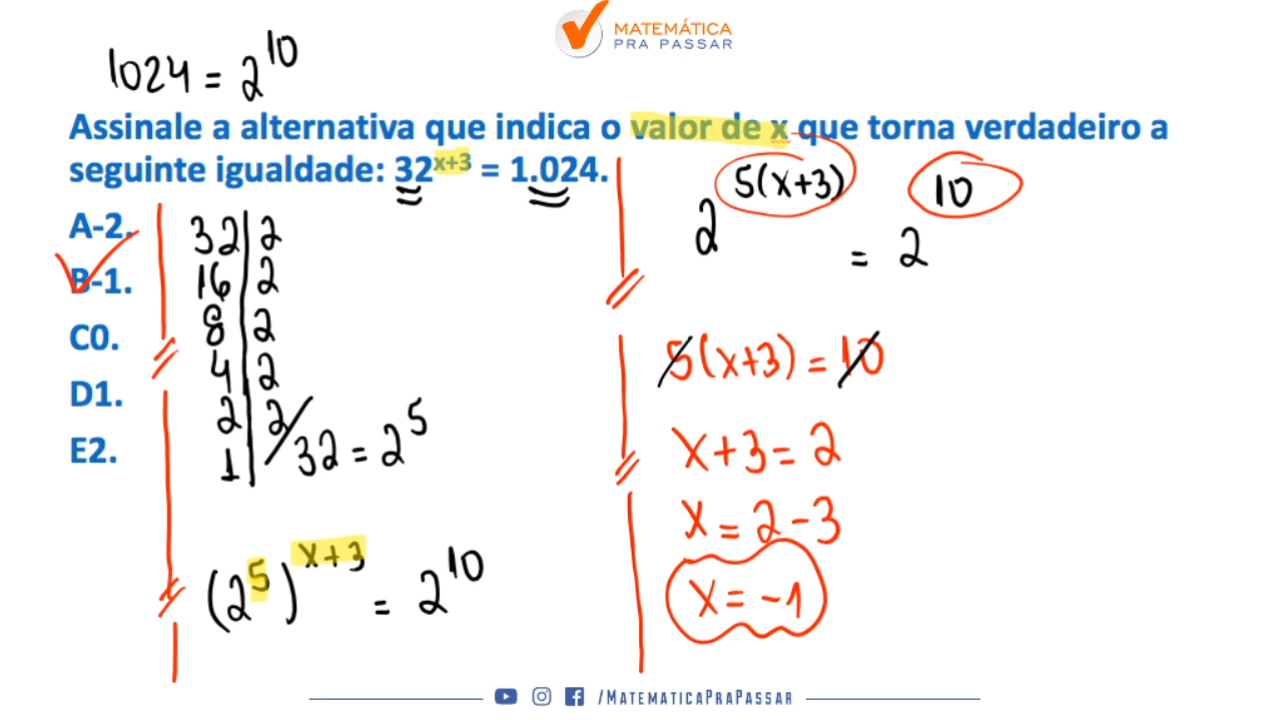 MATEMÁTICA
PRA PASSAR
1024 = 2^10
Assinale a alternativa que indica o valor de x que torna verdadeiro a
seguinte igualdade: 32^x+3 = 1.024.
A-2.
B-1.
C0.
D1.
E2.
32 | 2
16 | 2
8 | 2
4 | 2
2 | 2
1 | / 32 = 2^5
(2^5)^x+3 = 2^10
2^5(x+3) = 2^10
5(x+3) = 10
x+3 = 2
x = 2 - 3
x = -1
/MATEMATICAPRAPASSAR